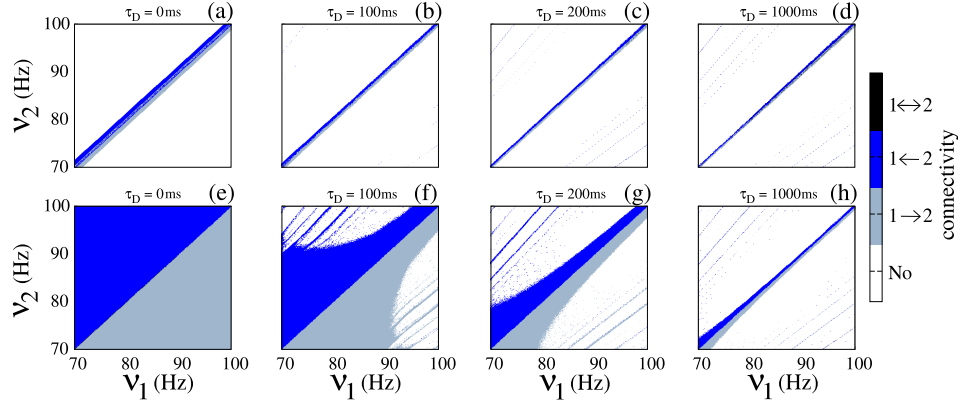 τD = 0ms (a) τD = 100ms (b) τD = 200ms (c) τD = 1000ms (d)
100
90
80
70
ν2 (Hz)
1↔2
1←2
1→2
No
connectivity
τD = 0ms (e) τD = 100ms (f) τD = 200ms (g) τD = 1000ms (h)
100
90
80
70
ν2 (Hz)
70 80 90 100 70 80 90 100 70 80 90 100 70 80 90 100
ν1 (Hz) ν1 (Hz) ν1 (Hz) ν1 (Hz)